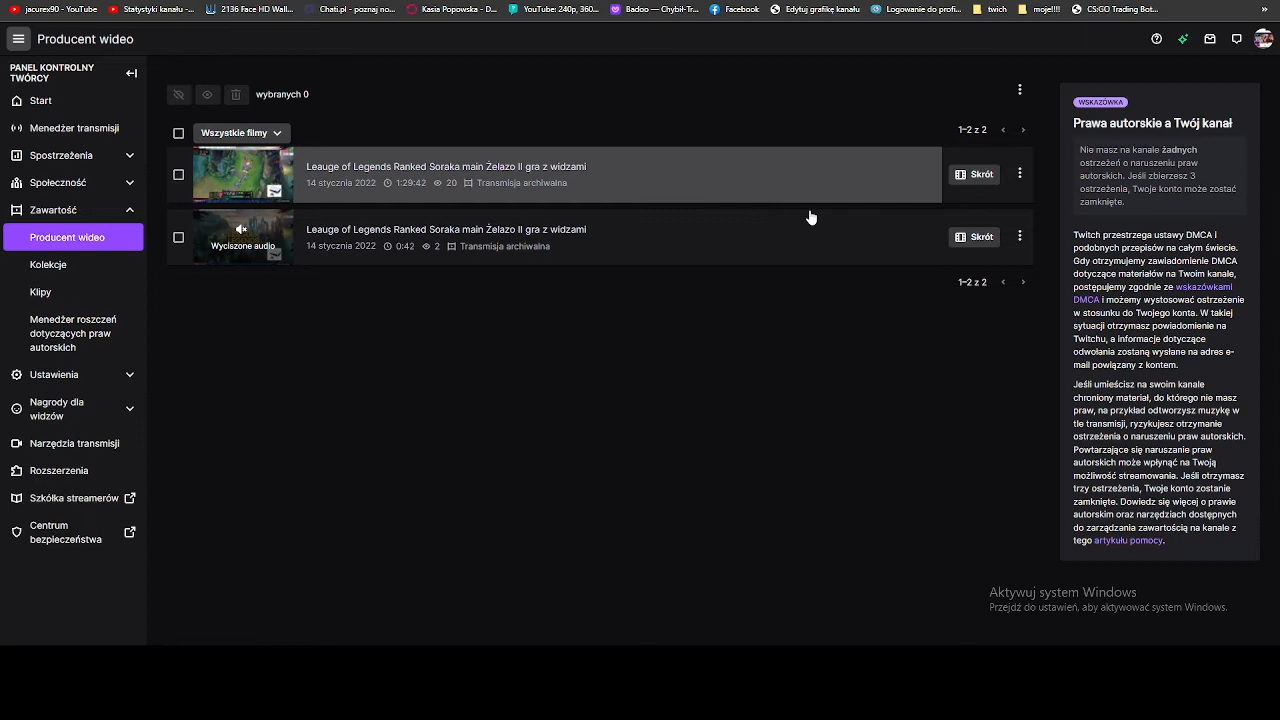 jacurex90 - YouTube
Statystyki kanału -...
2136 Face HD Wall...
Chati.pl - poznaj no...
Kasia Popowska - D...
YouTube: 240p, 360...
Badoo — Chybił-Tr...
Facebook
Edytuj grafikę kanału
Logowanie do profi...
twich
moje!!!!
CS:GO Trading Bot...
»
Producent wideo
PANEL KONTROLNY
TWÓRCY
Start
Menedżer transmisji
Spostrzeżenia
Społeczność
Zawartość
Producent wideo
Kolekcje
Klipy
Menedżer roszczeń
dotyczących praw
autorskich
Ustawienia
Nagrody dla
widzów
Narzędzia transmisji
Rozszerzenia
Szkółka streamerów
Centrum
bezpieczeństwa
wybranych 0
Wszystkie filmy
1–2 z 2
Leauge of Legends Ranked Soraka main Żelazo II gra z widzami
14 stycznia 2022 1:29:42 20 Transmisja archiwalna
Skrót
Wyciszone audio
Leauge of Legends Ranked Soraka main Żelazo II gra z widzami
14 stycznia 2022 0:42 2 Transmisja archiwalna
Skrót
1–2 z 2
WSKAZÓWKA
Prawa autorskie a Twój kanał
Nie masz na kanale żadnych
ostrzeżeń o naruszeniu praw
autorskich. Jeśli zbierzesz 3
ostrzeżenia, Twoje konto może zostać
zamknięte.
Twitch przestrzega ustawy DMCA i
podobnych przepisów na całym świecie.
Gdy otrzymujemy zawiadomienie DMCA
dotyczące materiałów na Twoim kanale,
postępujemy zgodnie ze wskazówkami
DMCA i możemy wystosować ostrzeżenie
w stosunku do Twojego konta. W takiej
sytuacji otrzymasz powiadomienie na
Twitchu, a informacje dotyczące
odwołania zostaną wysłane na adres e-
mail powiązany z kontem.
Jeśli umieścisz na swoim kanale
chroniony materiał, do którego nie masz
praw, na przykład odtworzysz muzykę w
tle transmisji, ryzykujesz otrzymanie
ostrzeżenia o naruszeniu praw autorskich.
Powtarzające się naruszanie praw
autorskich może wpłynąć na Twoją
możliwość streamowania. Jeśli otrzymasz
trzy ostrzeżenia, Twoje konto zostanie
zamknięte. Dowiedz się więcej o prawie
autorskim oraz narzędziach dostępnych
do zarządzania zawartością na kanale z
tego artykułu pomocy.
Aktywuj system Windows
Przejdź do ustawień, aby aktywować system Windows.